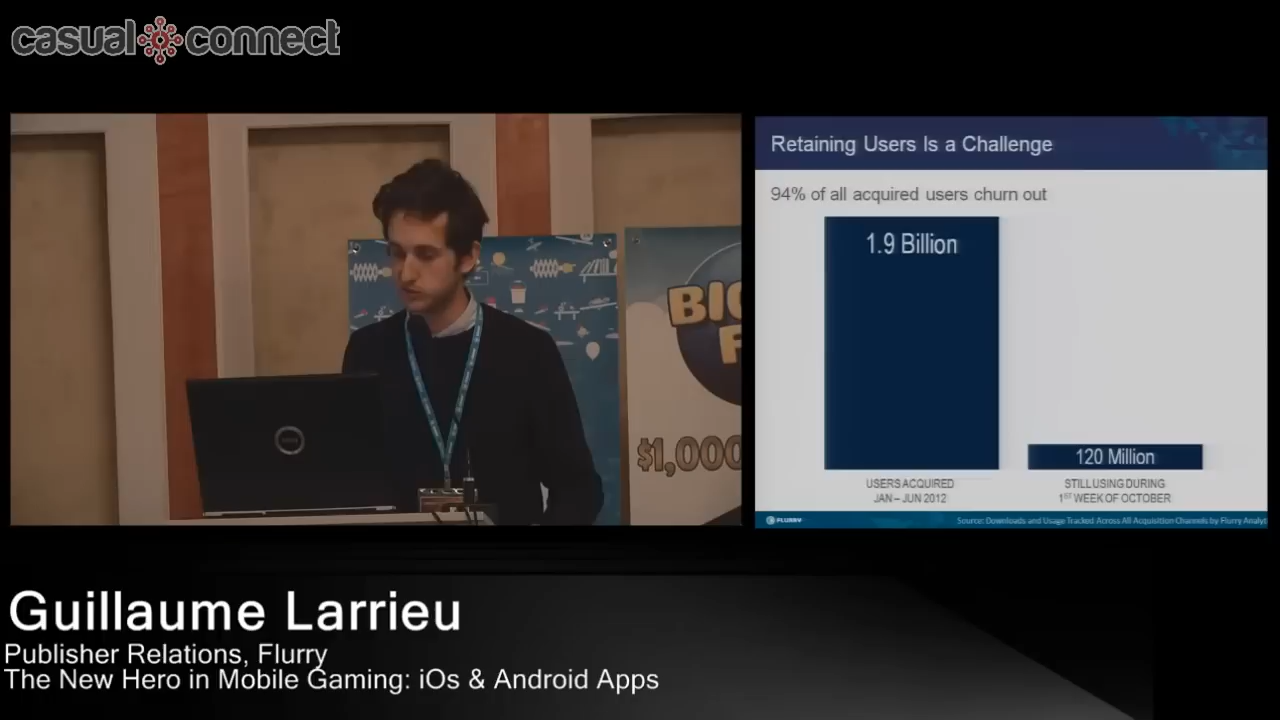 casual connect
Retaining Users Is a Challenge
94% of all acquired users churn out
1.9 Billion
120 Million
USERS ACQUIRED
JAN – JUN 2012
STILL USING DURING
1ST WEEK OF OCTOBER
FLURRY
Source: Downloads and Usage Tracked Across All Acquisition Channels by Flurry Analyt
BIG
F
$1,000
DELL
Guillaume Larrieu
Publisher Relations, Flurry
The New Hero in Mobile Gaming: iOs & Android Apps